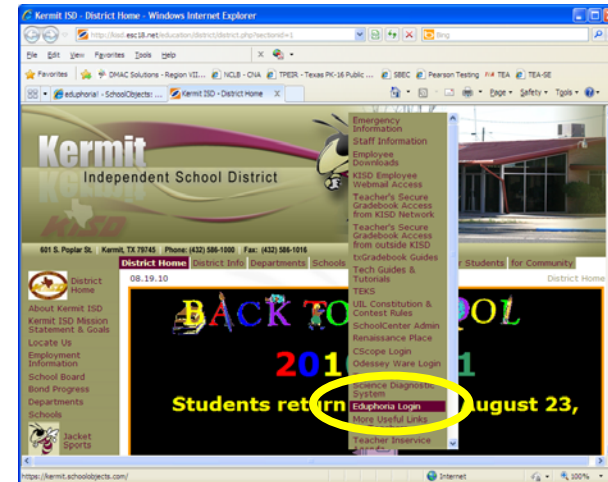 Kermit ISD - District Home - Windows Internet Explorer
http://kisd.esc18.net/education/district/district.php?sectionid=1
Bing
File Edit View Favorites Tools Help
Favorites DMAC Solutions - Region VII... NCLB - CNA TPEIR - Texas PK-16 Public ... SBEC Pearson Testing TEA TEA-SE
eduphoria! - SchoolObjects: ... Kermit ISD - District Home
Page Safety Tools
Kermit
Independent School District
KISD
601 S. Poplar St. Kermit, TX 79745 Phone: (432) 586-1000 Fax: (432) 586-1016
District Home District Info Departments Schools Students for Community
District Home
08.19.10
District Home
About Kermit ISD
Kermit ISD Mission Statement & Goals
Locate Us
Employment Information
School Board
Bond Progress
Departments
Schools
Jacket Sports
Emergency Information
Staff Information
Employee Downloads
KISD Employee Webmail Access
Teacher's Secure Gradebook Access from KISD Network
Teacher's Secure Gradebook Access from outside KISD
txGradebook Guides
Tech Guides & Tutorials
TEKS
UIL Constitution & Contest Rules
SchoolCenter Admin
Renaissance Place
CScope Login
Odessey Ware Login
Science Diagnostic System
Eduphoria Login
More Useful Links
Teacher Inservice
BACK TO OL
201 1
Students ret August 23,
https://kermit.schoolobjects.com/
Internet
100%